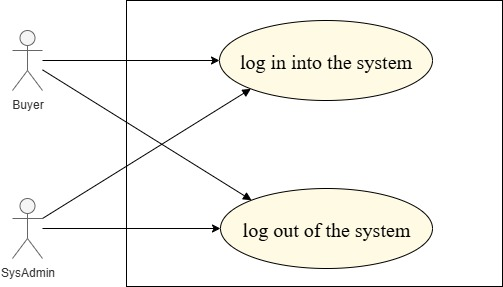 log in into the system
Buyer
log out of the system
SysAdmin